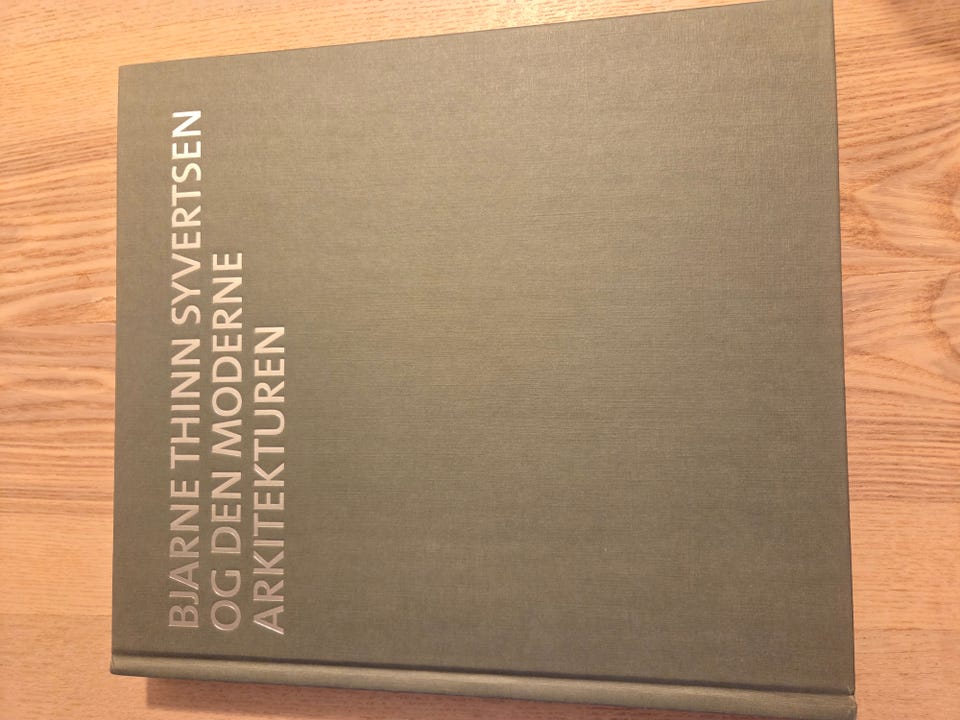 BJARNE THINN SYVERTSEN
OG DEN MODERNE
ARKITEKTUREN